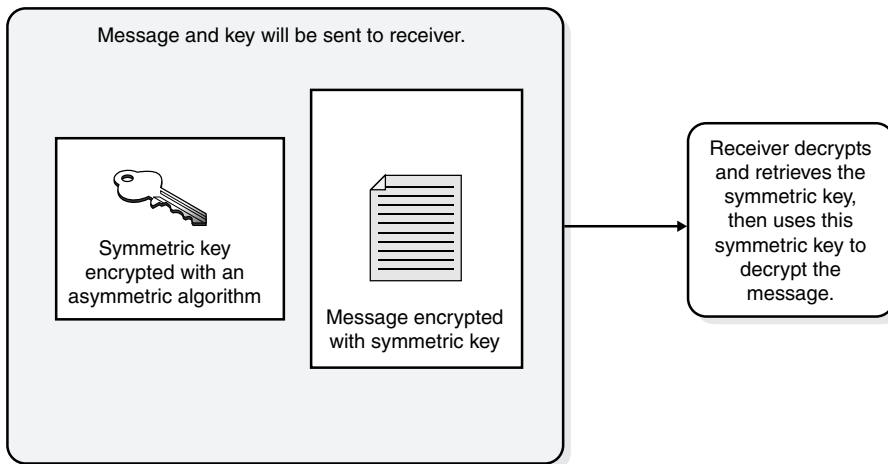 Message and key will be sent to receiver.
Symmetric key
encrypted with an
asymmetric algorithm
Message encrypted
with symmetric key
Receiver decrypts
and retrieves the
symmetric key,
then uses this
symmetric key to
decrypt the
message.